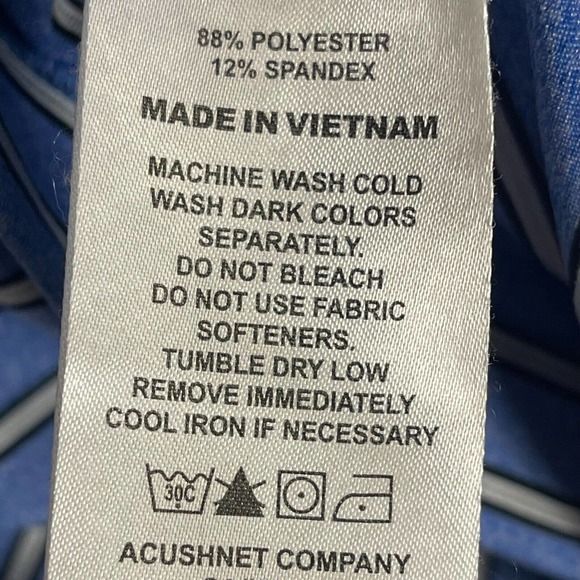 88% POLYESTER
12% SPANDEX
MADE IN VIETNAM
MACHINE WASH COLD
WASH DARK COLORS
SEPARATELY.
DO NOT BLEACH
DO NOT USE FABRIC
SOFTENERS.
TUMBLE DRY LOW
REMOVE IMMEDIATELY
COOL IRON IF NECESSARY
30C
ACUSHNET COMPANY